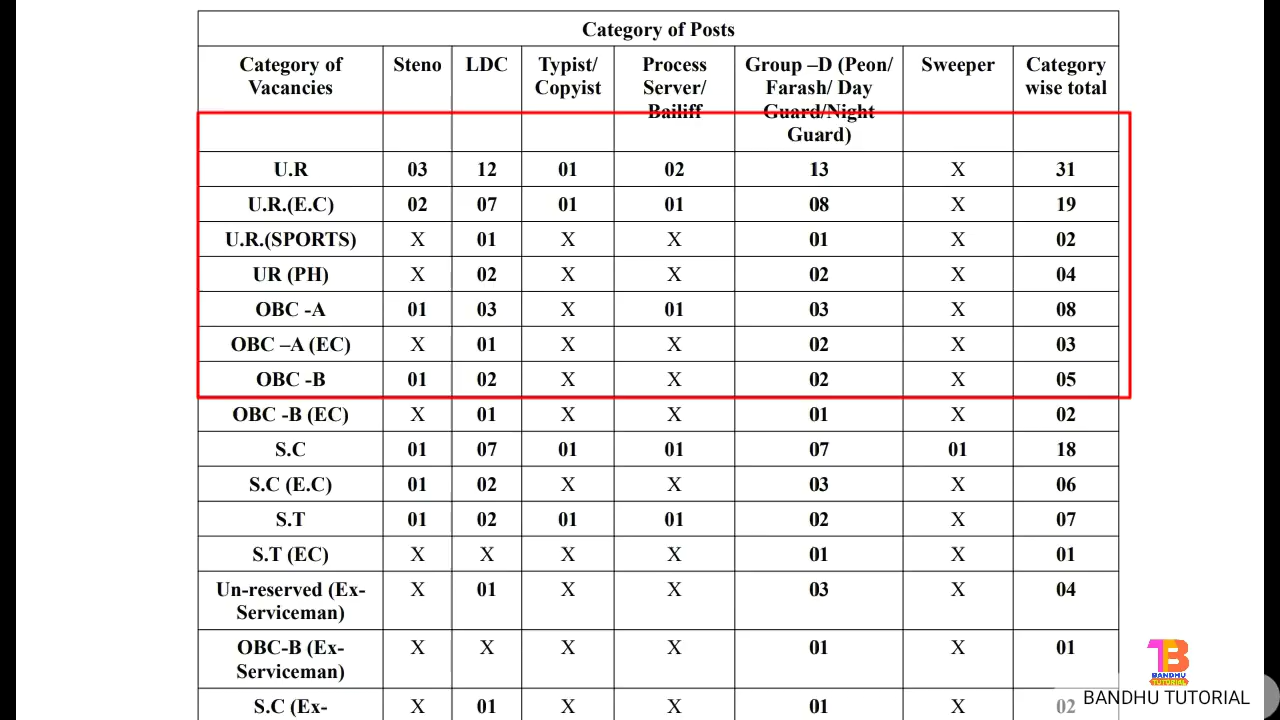 Category of Posts
Category of Vacancies Steno LDC Typist/ Copyist Process Server/ Bailiff Group –D (Peon/ Farash/ Day Guard/Night Guard) Sweeper Category wise total
U.R 03 12 01 02 13 X 31
U.R.(E.C) 02 07 01 01 08 X 19
U.R.(SPORTS) X 01 X X 01 X 02
UR (PH) X 02 X X 02 X 04
OBC -A 01 03 X 01 03 X 08
OBC –A (EC) X 01 X X 02 X 03
OBC -B 01 02 X X 02 X 05
OBC -B (EC) X 01 X X 01 X 02
S.C 01 07 01 01 07 01 18
S.C (E.C) 01 02 X X 03 X 06
S.T 01 02 01 01 02 X 07
S.T (EC) X X X X 01 X 01
Un-reserved (Ex-Serviceman) X 01 X X 03 X 04
OBC-B (Ex-Serviceman) X X X X 01 X 01
S.C (Ex- X 01 X X 01 X 02
TB
BANDHU
TUTORIAL
BANDHU TUTORIAL